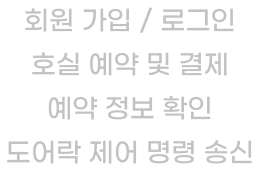 회원 가입 / 로그인
호실 예약 및 결제
예약 정보 확인
도어락 제어 명령 송신